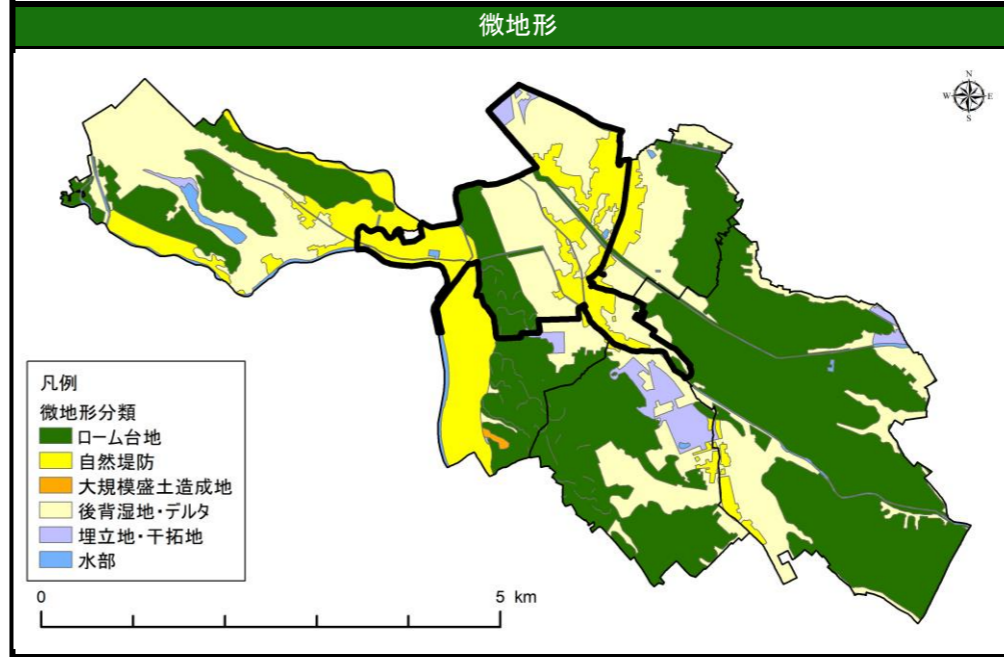 微地形
N
W E
S
凡例
微地形分類
ローム台地
自然堤防
大規模盛土造成地
後背湿地・デルタ
埋立地・干拓地
水部
0 5 km